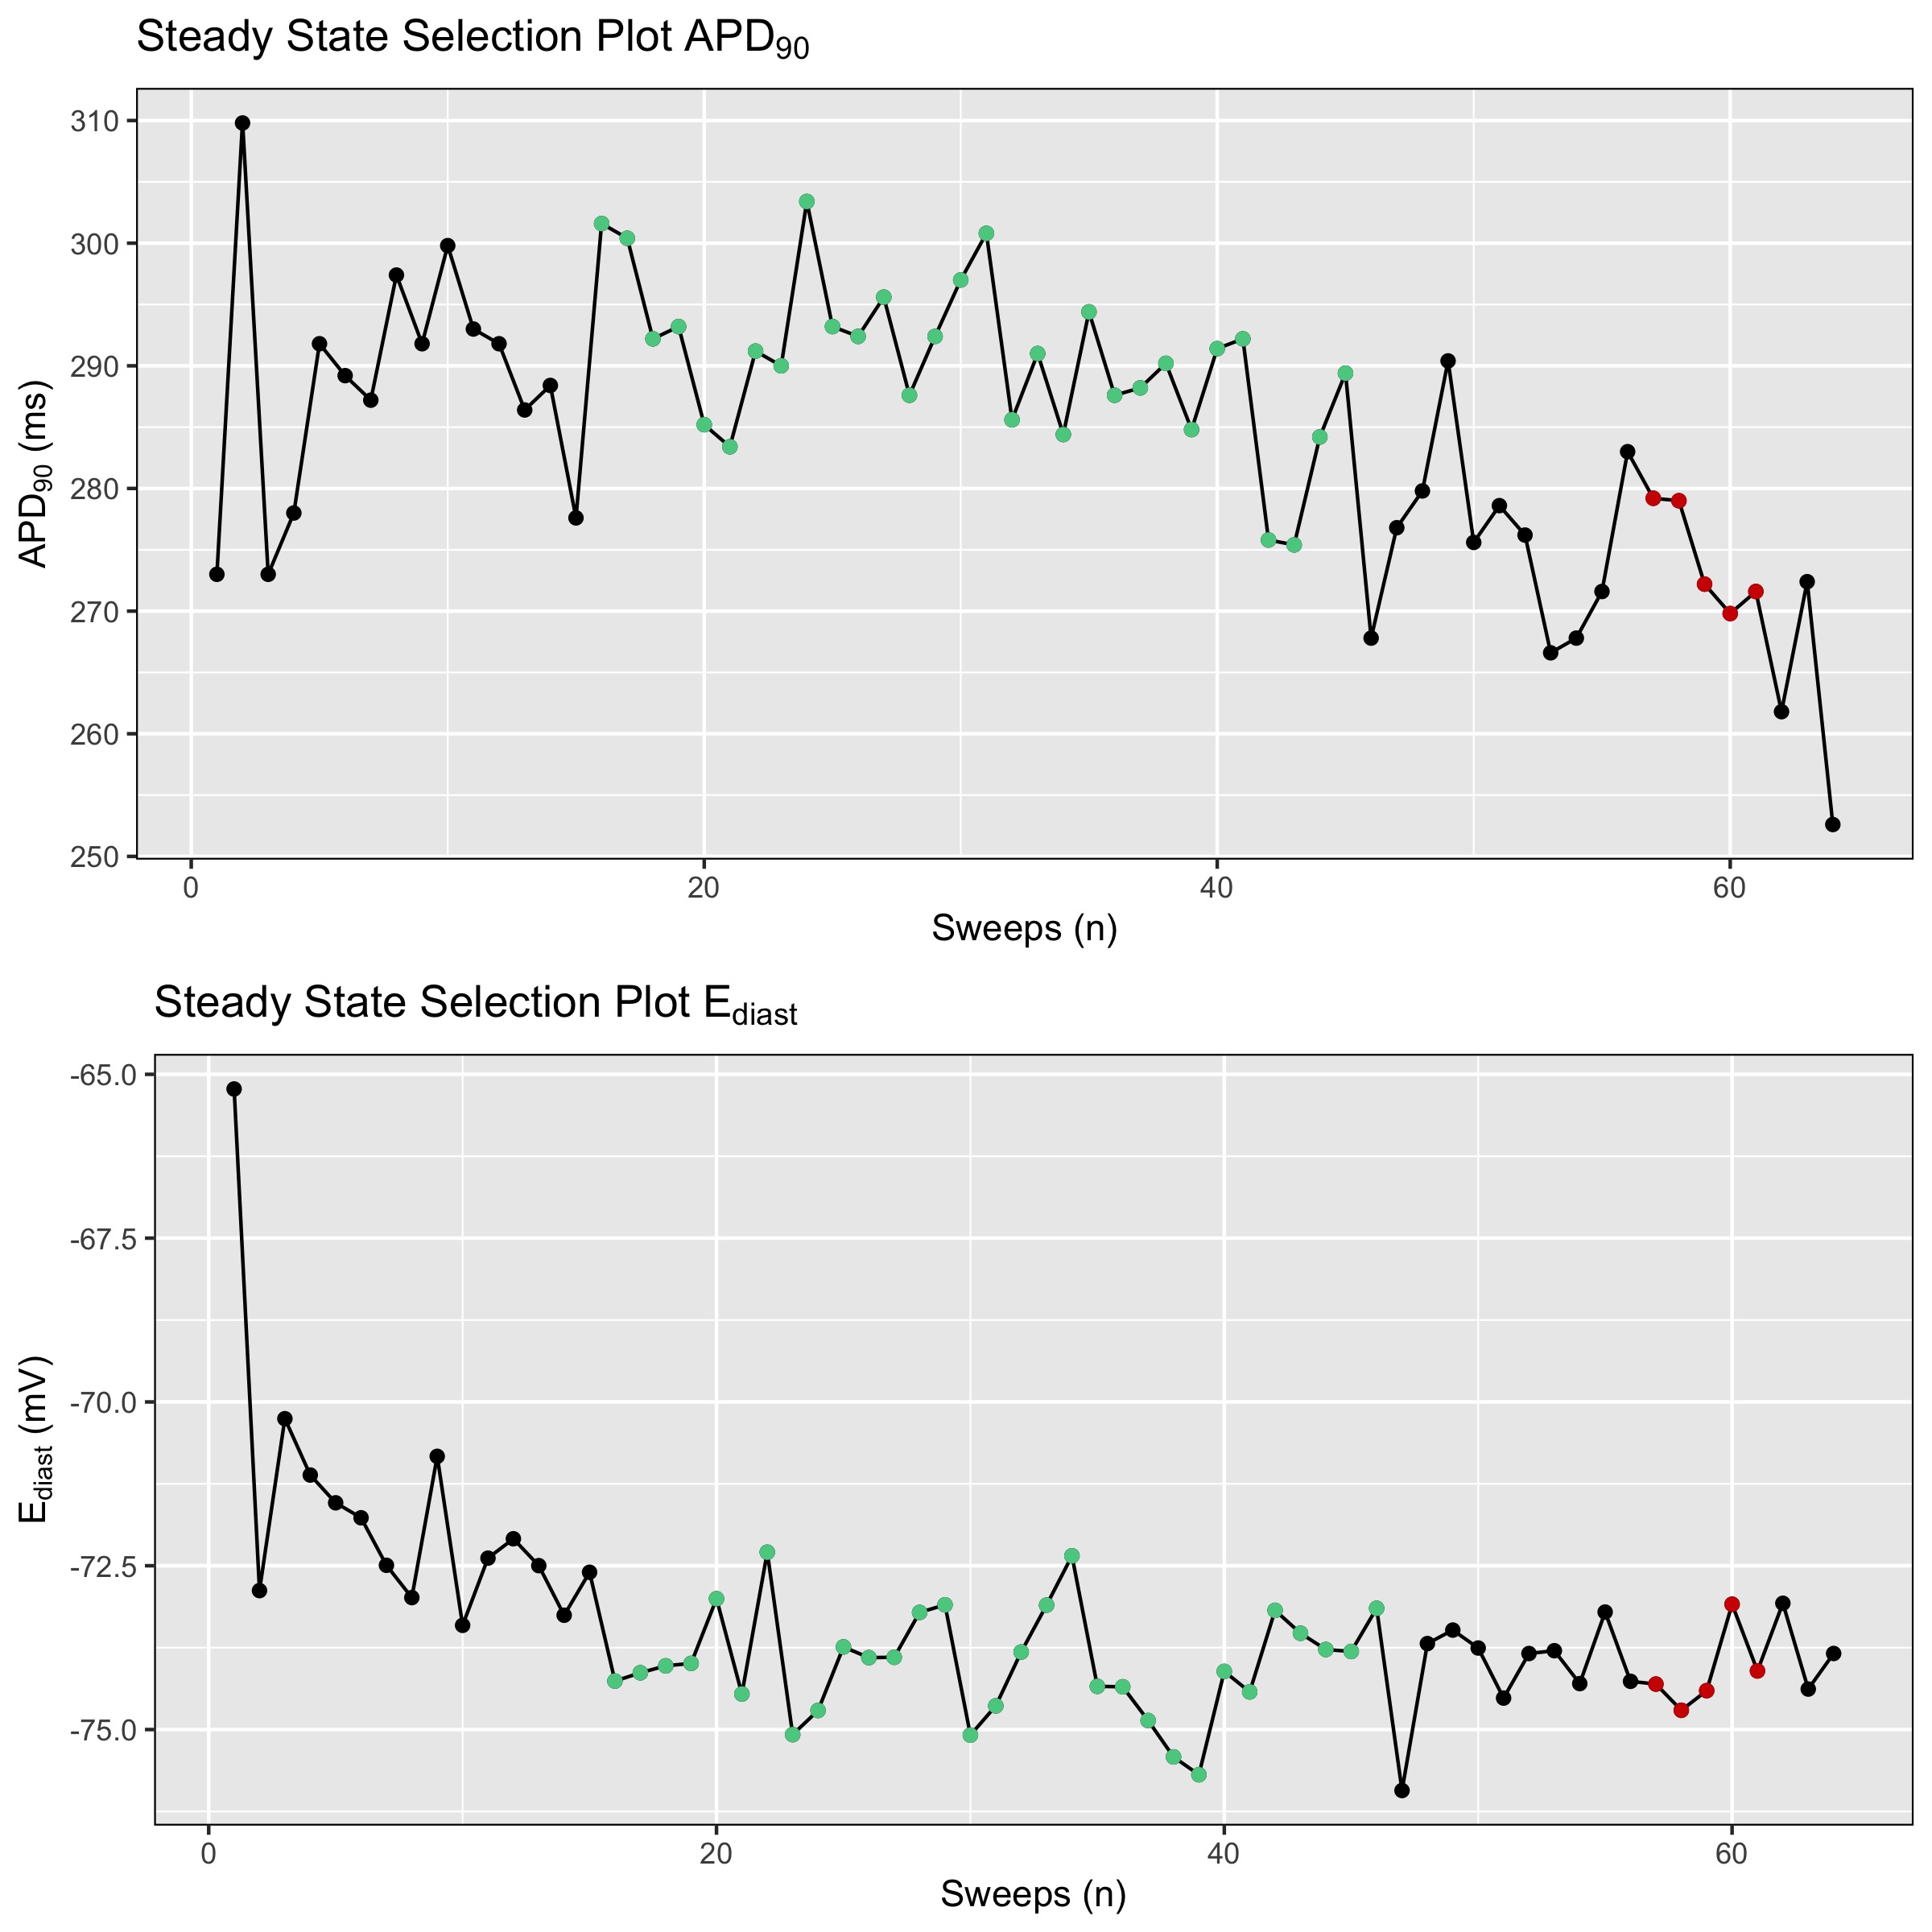 Steady State Selection Plot APD90
310
300
290
280
270
260
250
APD90 (ms)
0 20 40 60
Sweeps (n)
Steady State Selection Plot Ediast
-65.0
-67.5
-70.0
-72.5
-75.0
Ediast (mV)
0 20 40 60
Sweeps (n)